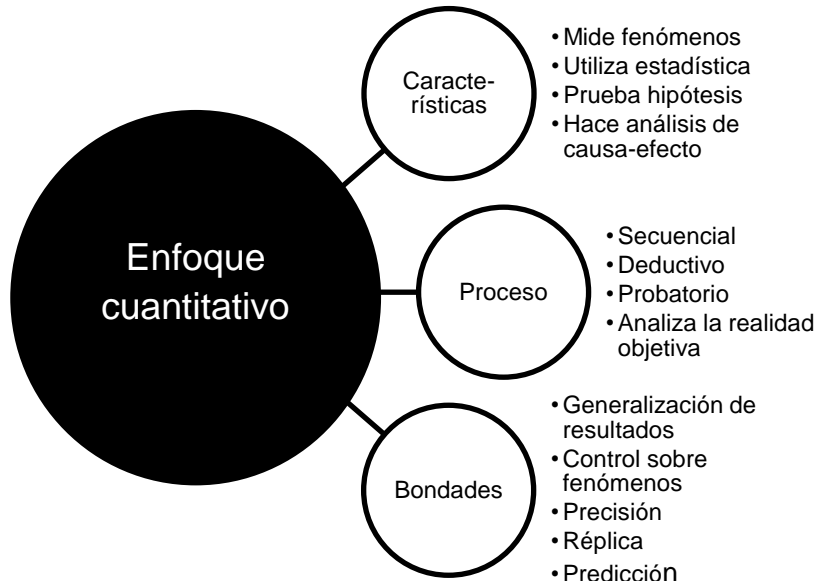 Enfoque
cuantitativo
Caracte-
rísticas
• Mide fenómenos
• Utiliza estadística
• Prueba hipótesis
• Hace análisis de
causa-efecto
Proceso
• Secuencial
• Deductivo
• Probatorio
• Analiza la realidad
objetiva
Bondades
• Generalización de
resultados
• Control sobre
fenómenos
• Precisión
• Réplica
• Predicción